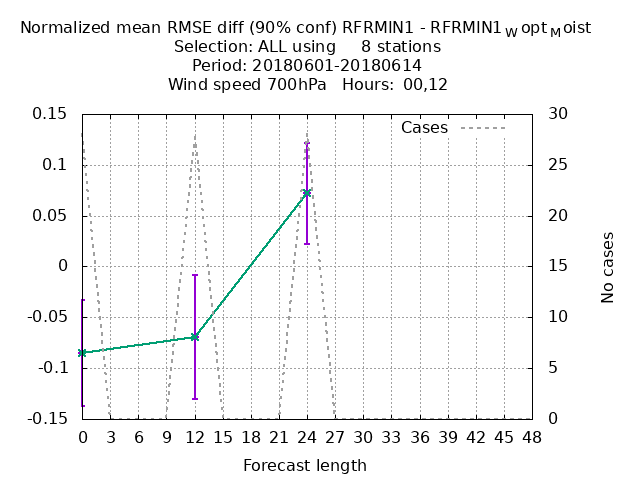 Normalized mean RMSE diff (90% conf) RFRMIN1 - RFRMIN1WoptMoist
Selection: ALL using 8 stations
Period: 20180601-20180614
Wind speed 700hPa Hours: 00,12
Cases
0.15
0.1
0.05
0
-0.05
-0.1
-0.15
30
25
20
15
10
5
0
No cases
0 3 6 9 12 15 18 21 24 27 30 33 36 39 42 45 48
Forecast length